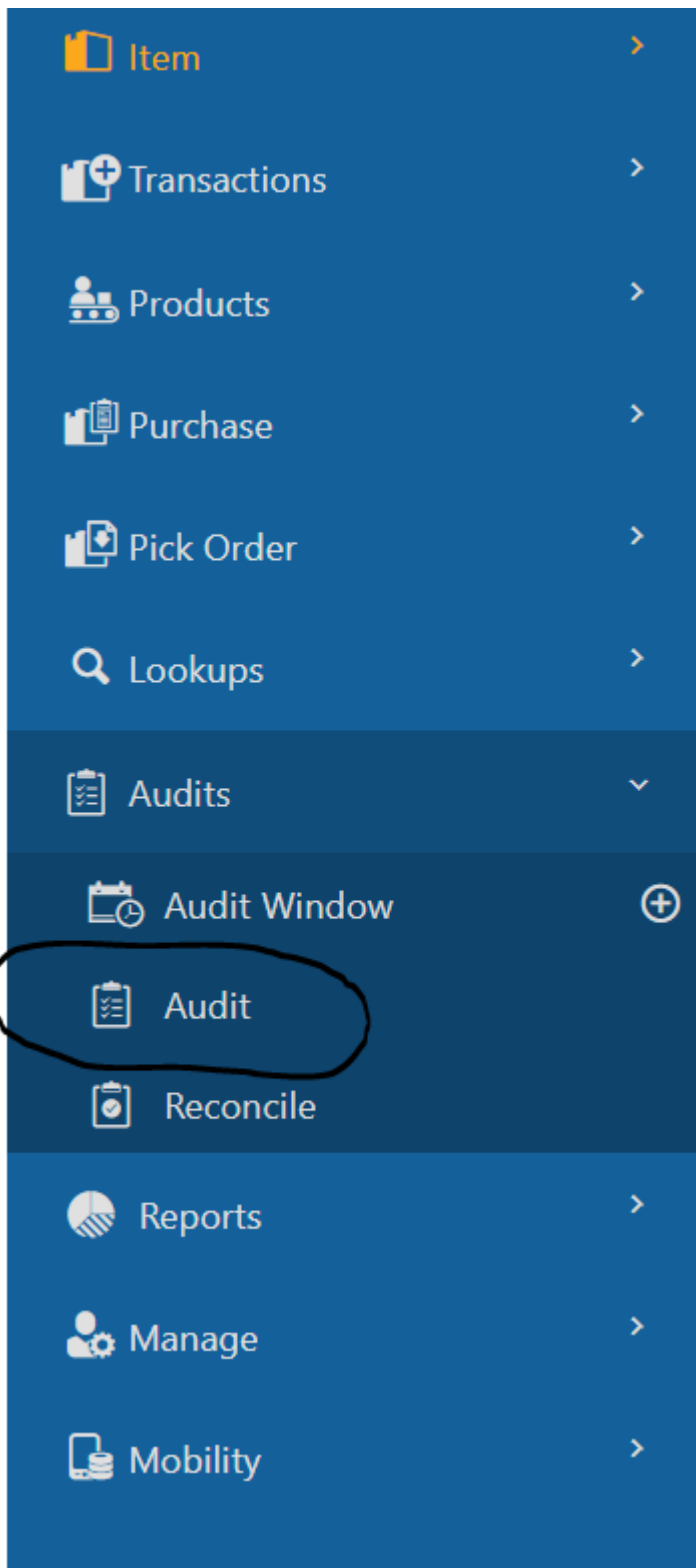 Item
Transactions
Products
Purchase
Pick Order
Lookups
Audits
Audit Window
Audit
Reconcile
Reports
Manage
Mobility